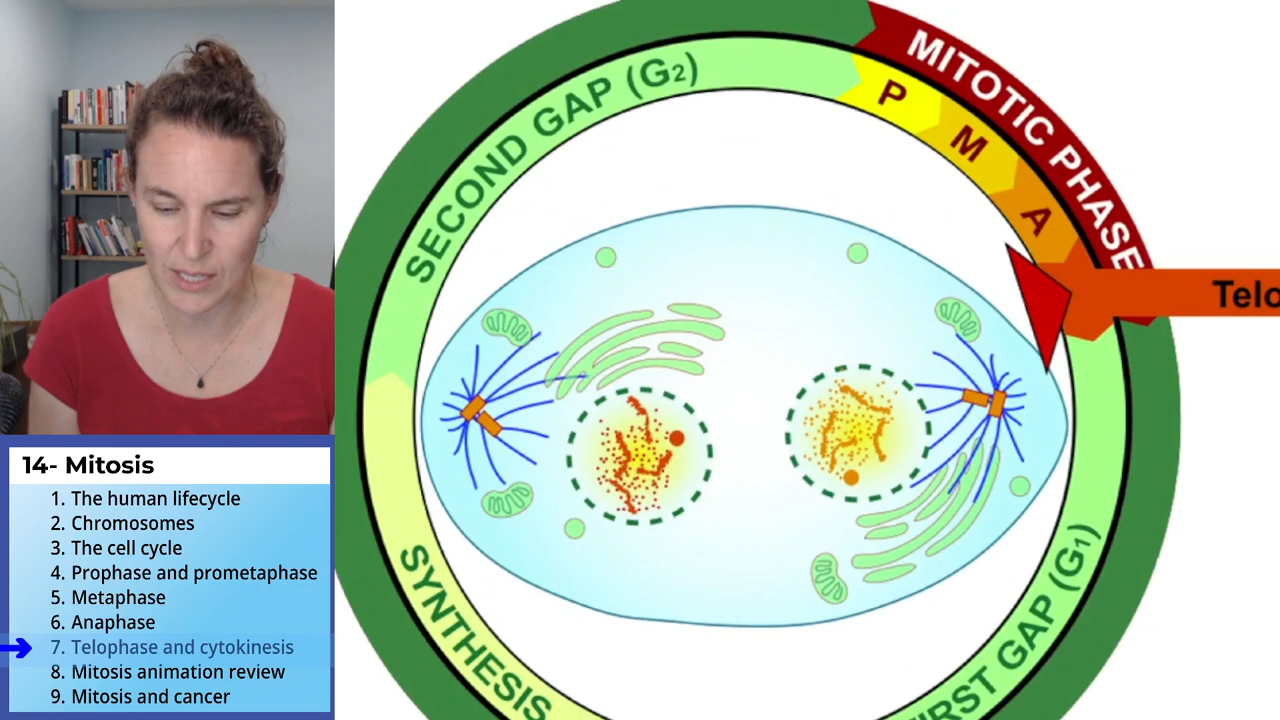 SECOND GAP (G2)
MITOTIC PHASE
P
M
A
Telo
FIRST GAP (G1)
SYNTHESIS
14- Mitosis
1. The human lifecycle
2. Chromosomes
3. The cell cycle
4. Prophase and prometaphase
5. Metaphase
6. Anaphase
7. Telophase and cytokinesis
8. Mitosis animation review
9. Mitosis and cancer